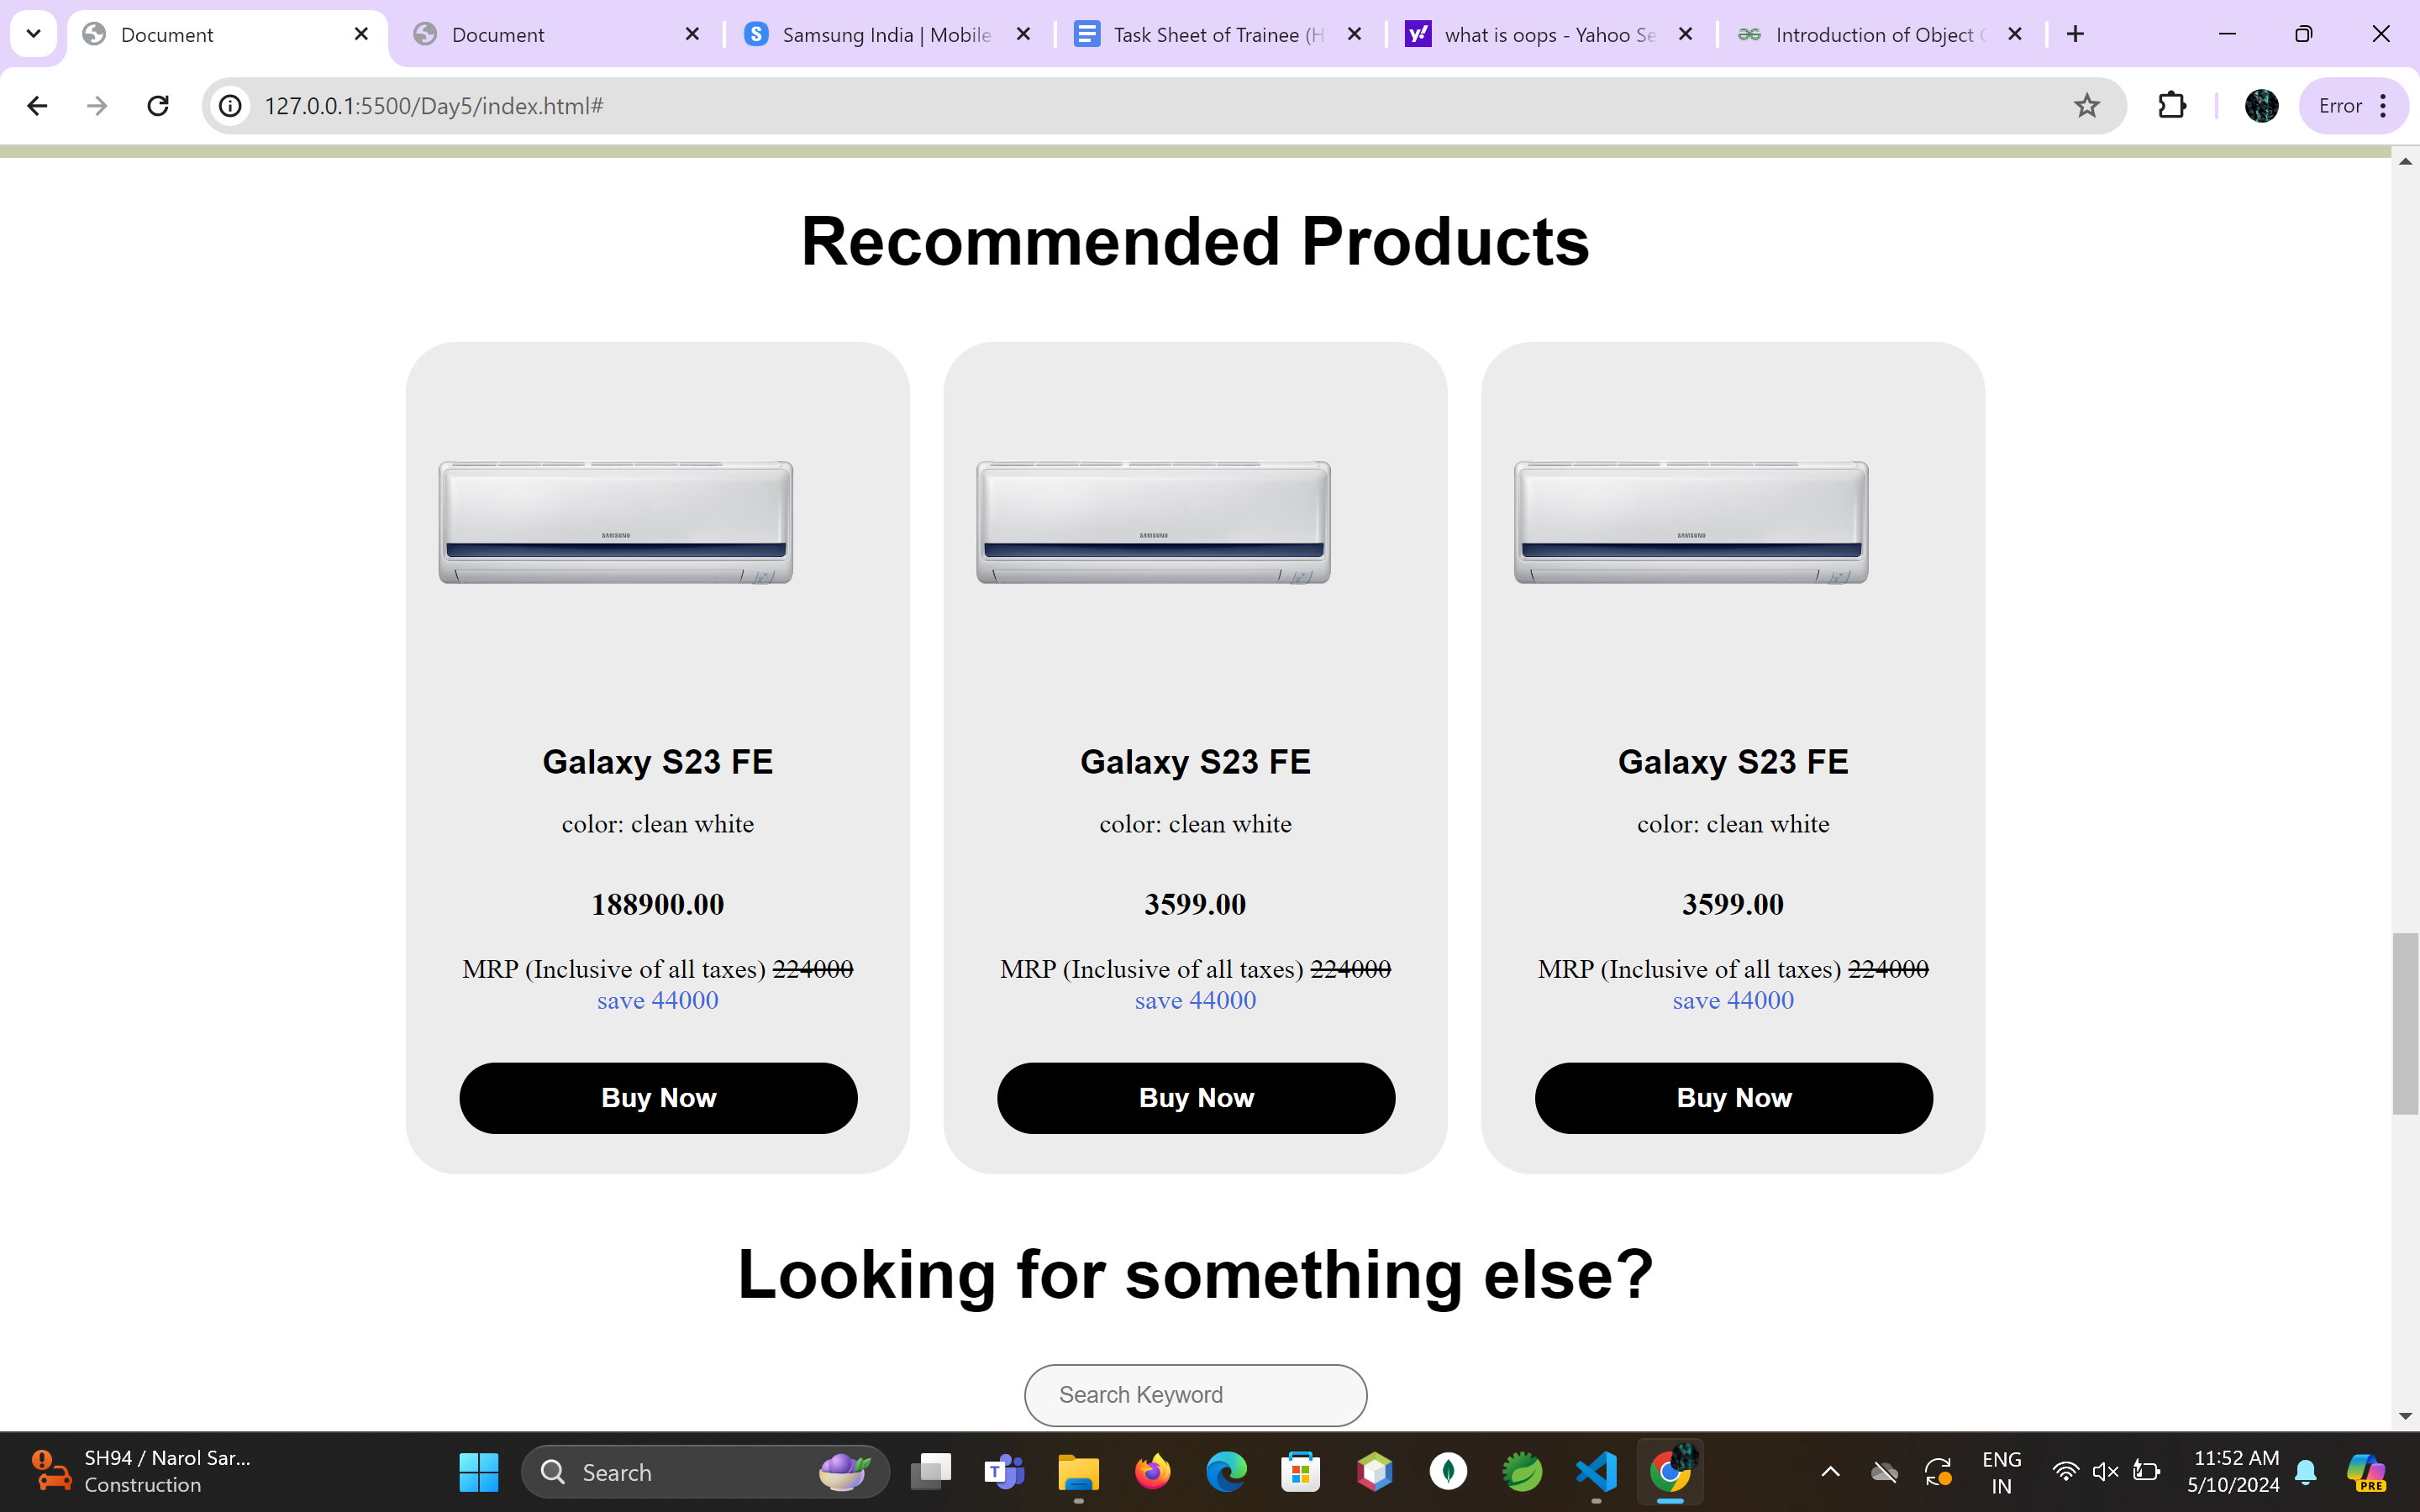 Document
Document
Samsung India | Mobile
Task Sheet of Trainee (H
what is oops - Yahoo Se
Introduction of Object
127.0.0.1:5500/Day5/index.html#
Error
Recommended Products
SAMSUNG
SAMSUNG
SAMSUNG
Galaxy S23 FE
Galaxy S23 FE
Galaxy S23 FE
color: clean white
color: clean white
color: clean white
188900.00
3599.00
3599.00
MRP (Inclusive of all taxes) 224000
MRP (Inclusive of all taxes) 224000
MRP (Inclusive of all taxes) 224000
save 44000
save 44000
save 44000
Buy Now
Buy Now
Buy Now
Looking for something else?
Search Keyword
SH94 / Narol Sar...
Construction
Search
ENG
IN
11:52 AM
5/10/2024
PRE